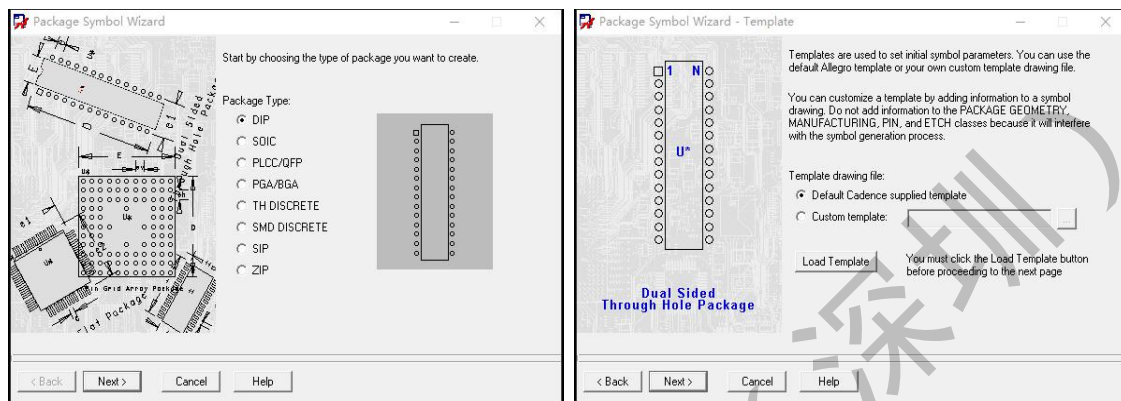 Package Symbol Wizard
Start by choosing the type of package you want to create.
Package Type:
DIP
SOIC
PLCC/QFP
PGA/BGA
TH DISCRETE
SMD DISCRETE
SIP
ZIP
< Back
Next >
Cancel
Help
Package Symbol Wizard - Template
1 N
U*
Dual Sided
Through Hole Package
Templates are used to set initial symbol parameters. You can use the
default Allegro template or your own custom template drawing file.
You can customize a template by adding information to a symbol
drawing. Do not add information to the PACKAGE GEOMETRY,
MANUFACTURING, PIN, and ETCH classes because it will interfere
with the symbol generation process.
Template drawing file:
Default Cadence supplied template
Custom template:
...
Load Template
You must click the Load Template button
before proceeding to the next page
< Back
Next >
Cancel
Help
深圳）